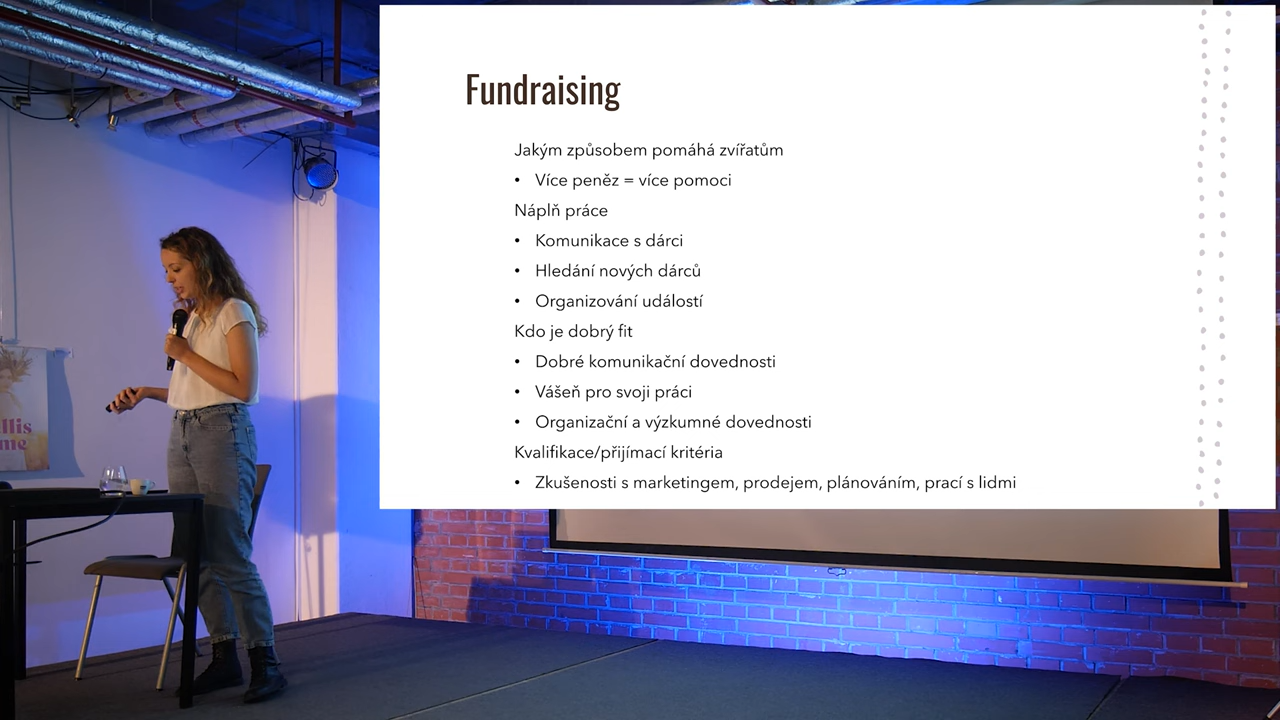 Fundraising
Jakým způsobem pomáhá zvířatům
• Více peněz = více pomoci
Náplň práce
• Komunikace s dárci
• Hledání nových dárců
• Organizování událostí
Kdo je dobrý fit
• Dobré komunikační dovednosti
• Vášeň pro svoji práci
• Organizační a výzkumné dovednosti
Kvalifikace/přijímací kritéria
• Zkušenosti s marketingem, prodejem, plánováním, prací s lidmi